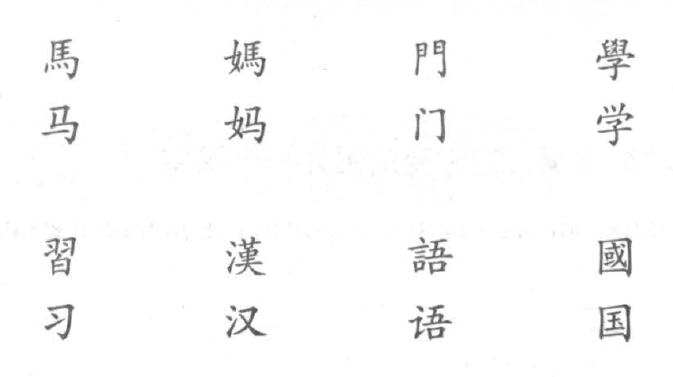 馬 媽 門 學
马 妈 门 学
習 漢 語 國
习 汉 语 国